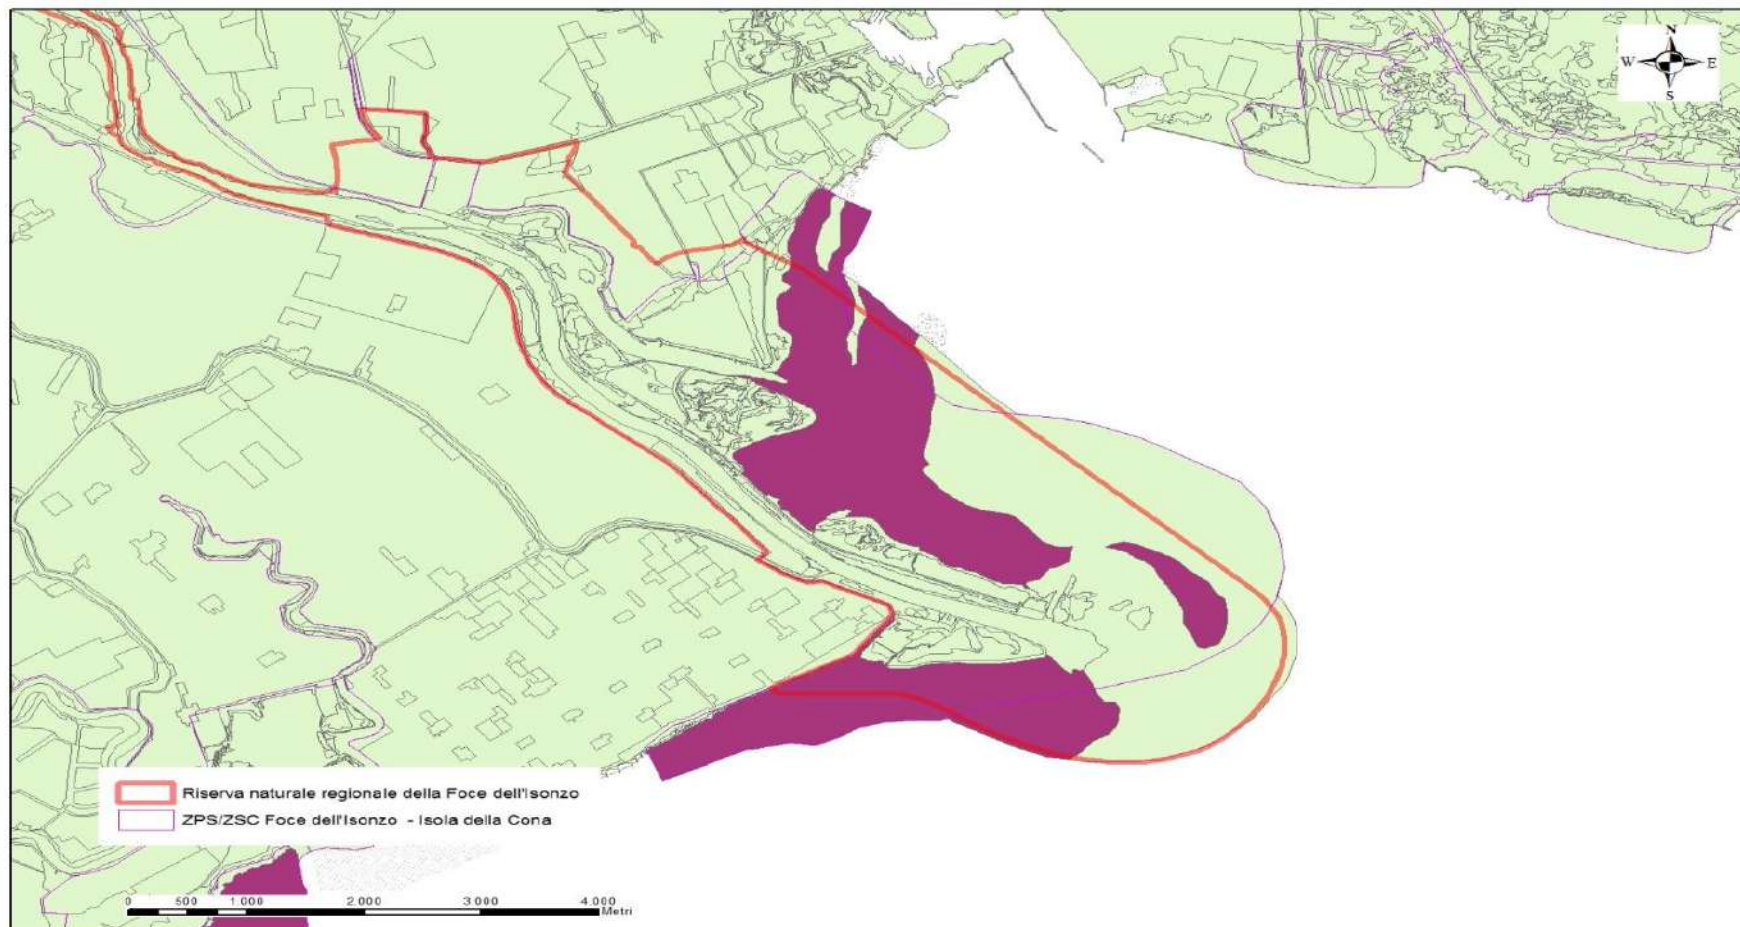 N
W E
S
Riserva naturale regionale della Foce dell'Isonzo
ZPS/ZSC Foce dell'Isonzo - Isola della Cona
0 500 1.000 2.000 3.000 4.000
Metri